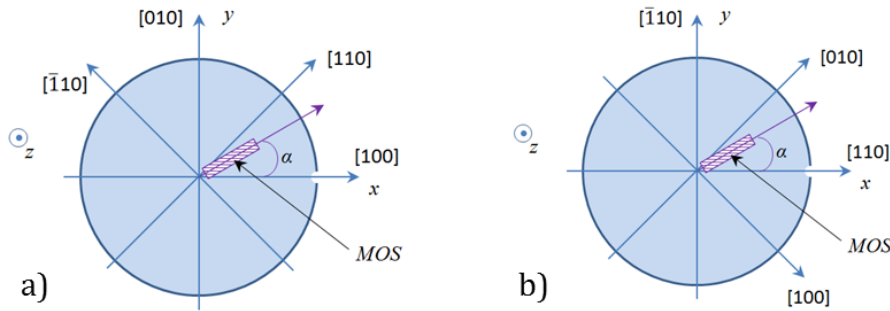 [010] y
[1̄10]
[110]
z
α
[100]
x
MOS
a)
[1̄10] y
[010]
z
α
[110]
x
MOS
[100]
b)